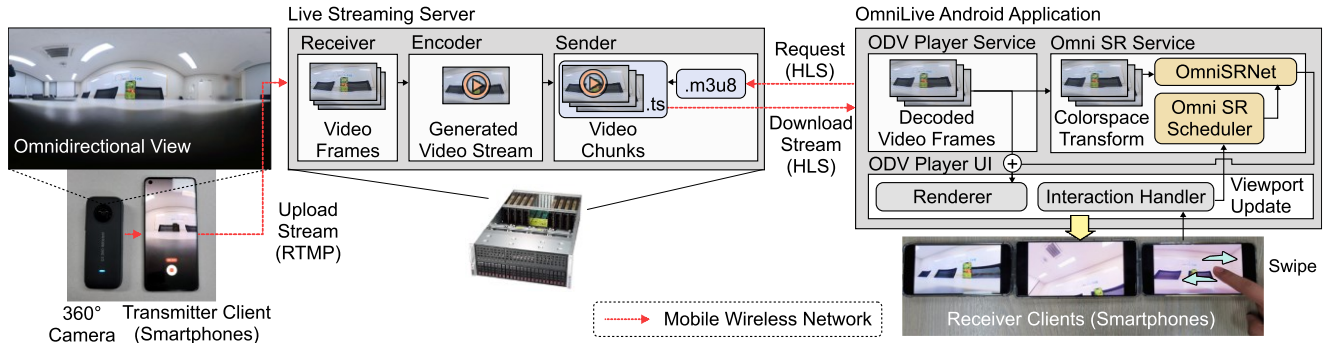 Live Streaming Server
OmniLive Android Application
Receiver
Encoder
Sender
Request
(HLS)
ODV Player Service
Omni SR Service
.m3u8
.ts
OmniSRNet
Omni SR
Scheduler
Video
Frames
Generated
Video Stream
Video
Chunks
Download
Stream
(HLS)
Decoded
Video Frames
Colorspace
Transform
Omnidirectional View
ODV Player UI
+
Renderer
Interaction Handler
Viewport
Update
Upload
Stream
(RTMP)
Swipe
360°
Camera
Transmitter Client
(Smartphones)
Mobile Wireless Network
Receiver Clients (Smartphones)